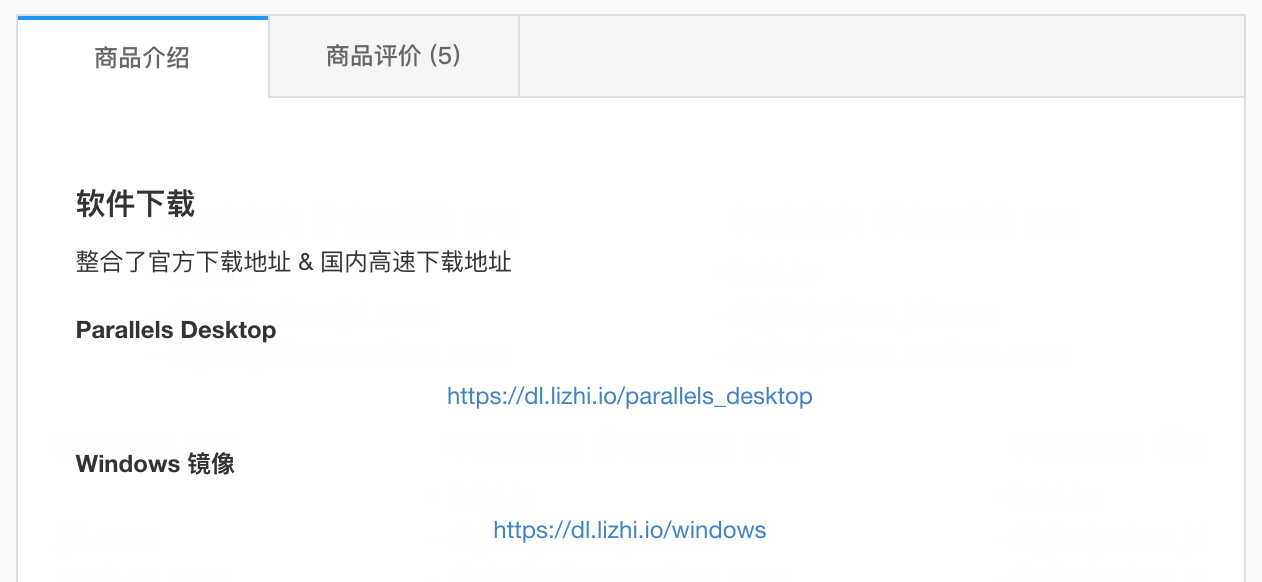 商品介绍
商品评价 (5)
软件下载
整合了官方下载地址 & 国内高速下载地址
Parallels Desktop
https://dl.lizhi.io/parallels_desktop
Windows 镜像
https://dl.lizhi.io/windows